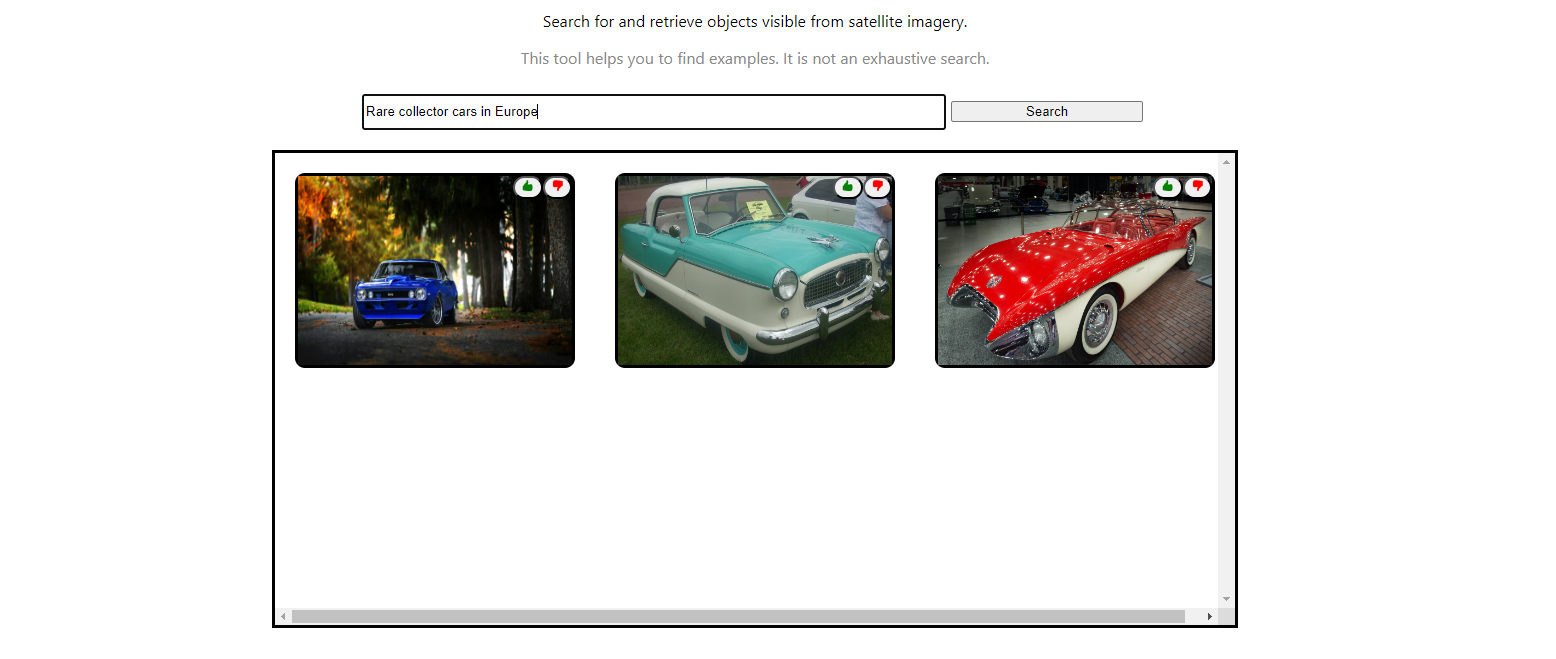 Search for and retrieve objects visible from satellite imagery.
This tool helps you to find examples. It is not an exhaustive search.
Rare collector cars in Europe
Search